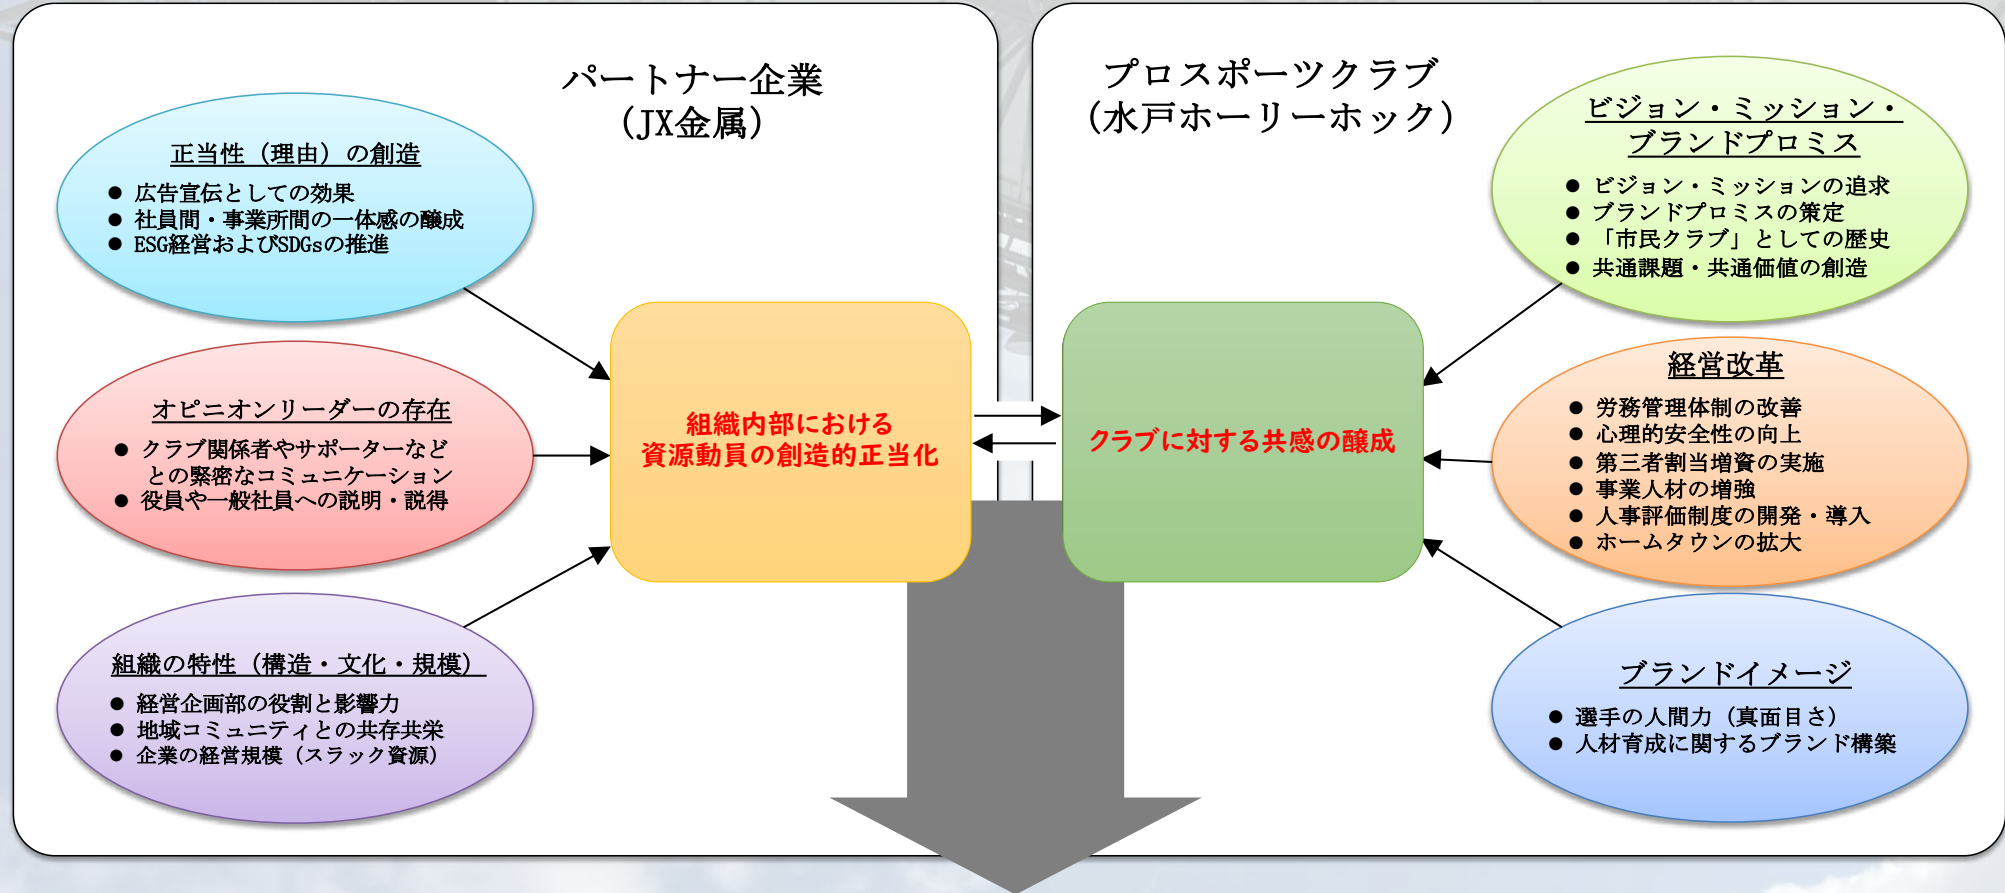 パートナー企業
（JX金属）
正当性（理由）の創造
● 広告宣伝としての効果
● 社員間・事業所間の一体感の醸成
● ESG経営およびSDGsの推進
オピニオンリーダーの存在
● クラブ関係者やサポーターなど
との緊密なコミュニケーション
● 役員や一般社員への説明・説得
組織の特性（構造・文化・規模）
● 経営企画部の役割と影響力
● 地域コミュニティとの共存共栄
● 企業の経営規模（スラック資源）
組織内部における
資源動員の創造的正当化
プロスポーツクラブ
（水戸ホーリーホック）
クラブに対する共感の醸成
ビジョン・ミッション・
ブランドプロミス
● ビジョン・ミッションの追求
● ブランドプロミスの策定
● 「市民クラブ」としての歴史
● 共通課題・共通価値の創造
経営改革
● 労務管理体制の改善
● 心理的安全性の向上
● 第三者割当増資の実施
● 事業人材の増強
● 人事評価制度の開発・導入
● ホームタウンの拡大
ブランドイメージ
● 選手の人間力（真面目さ）
● 人材育成に関するブランド構築